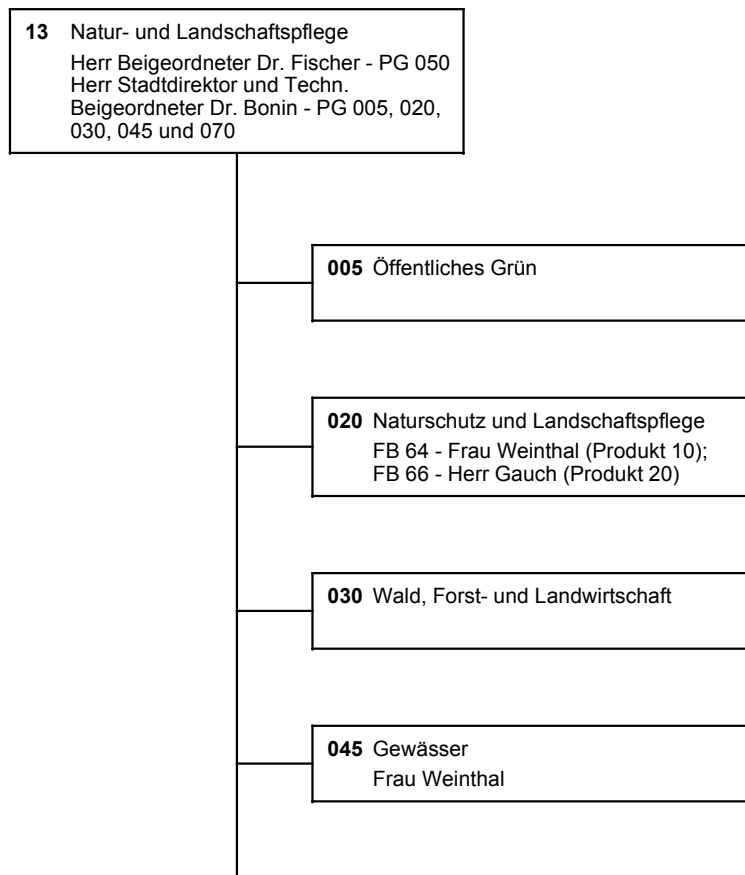 13 Natur- und Landschaftspflege
Herr Beigeordneter Dr. Fischer - PG 050
Herr Stadtdirektor und Techn.
Beigeordneter Dr. Bonin - PG 005, 020,
030, 045 und 070
005 Öffentliches Grün
020 Naturschutz und Landschaftspflege
FB 64 - Frau Weinthal (Produkt 10);
FB 66 - Herr Gauch (Produkt 20)
030 Wald, Forst- und Landwirtschaft
045 Gewässer
Frau Weinthal